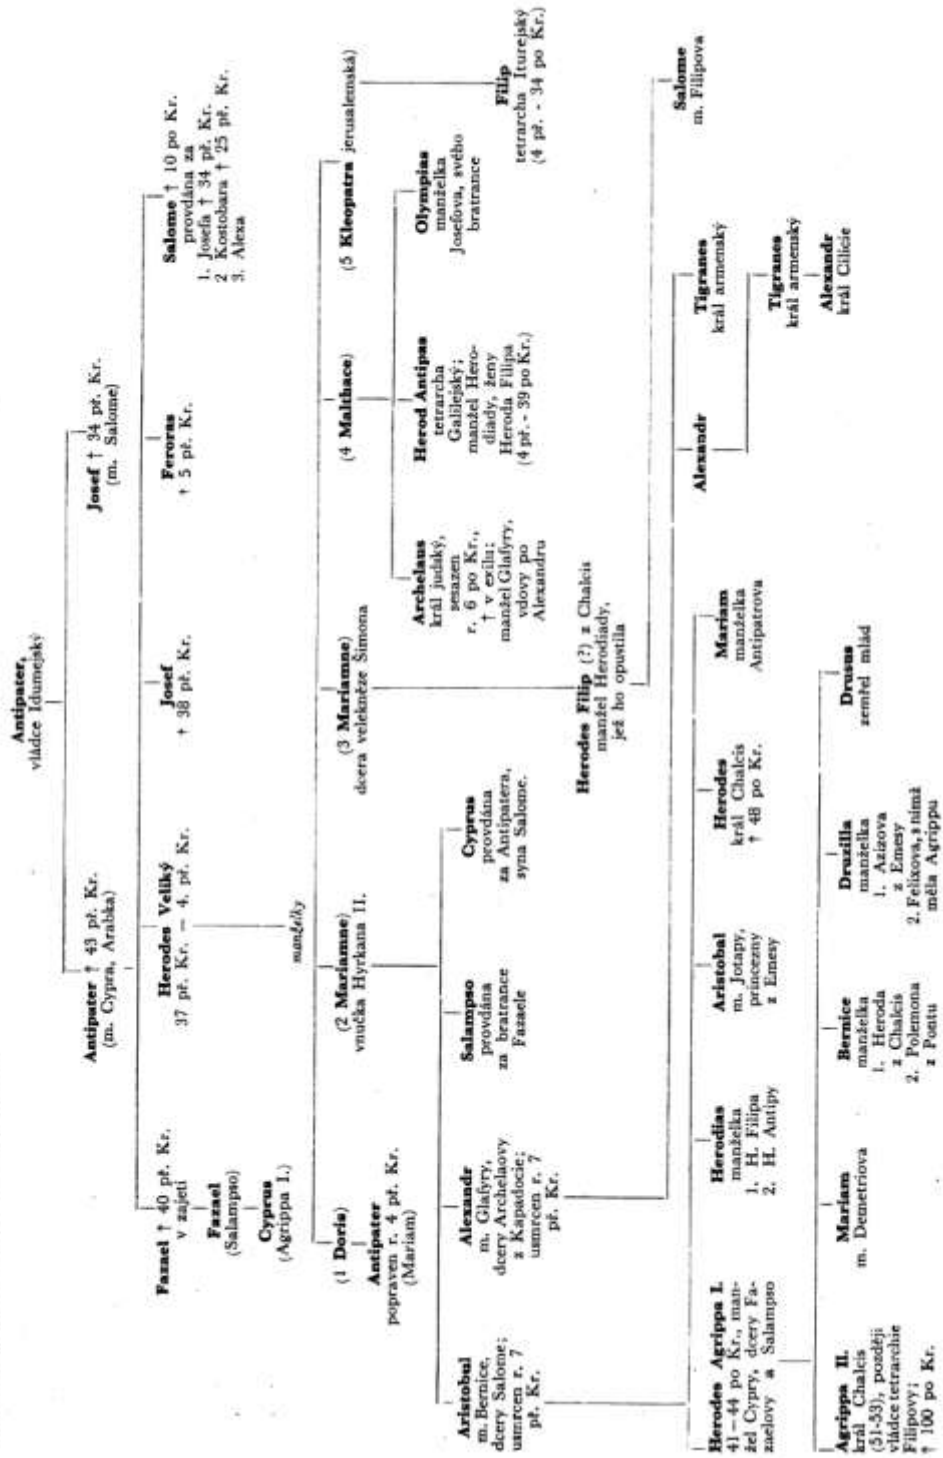 Antipater,
vládce Idumejský
Antipater † 43 př. Kr.
(m. Cypra, Arabka)
Josef † 34 př. Kr.
(m. Salome)
Fazael † 40 př. Kr.
v zajetí
Fazael
(Salampso)
Cyprus
(Agrippa I.)
Herodes Veliký
37 př. Kr. — 4. př. Kr.
Josef
† 38 př. Kr.
Feroras
† 5 př. Kr.
Salome † 10 po Kr.
provdána za
1. Josefa † 34 př. Kr.
2 Kostobara † 25 př. Kr.
3. Alexa
manželky
(1 Doris)
Antipater
popraven r. 4 př. Kr.
(Mariam)
(2 Mariamne)
vnučka Hyrkana II.
(3 Mariamne)
dcera velekněze Šimona
(4 Malthace)
(5 Kleopatra jerusalemská)
Aristobul
m. Bernice,
dcery Salome;
usmrcen r. 7
př. Kr.
Alexandr
m. Glafyry,
dcery Archelaovy
z Kapadocie;
usmrcen r. 7
př. Kr.
Salampso
provdána
za bratrance
Fazaele
Cyprus
provdána
za Antipatera,
syna Salome.
Archelaus
král judský,
sesazen
r. 6 po Kr.,
† v exilu;
manžel Glafyry,
vdovy po
Alexandru
Herod Antipas
tetrarcha
Galilejský;
manžel Hero-
diady, ženy
Heroda Filipa
(4 př. - 39 po Kr.)
Olympias
manželka
Josefova, svého
bratrance
Filip
tetrarcha Iturejský
(4 př. - 34 po Kr.)
Herodes Filip (?) z Chalcis
manžel Herodiady,
jež ho opustila
Salome
m. Filipova
Herodes Agrippa I.
41—44 po Kr., man-
žel Cypry, dcery Fa-
zaelovy a Salampso
Herodias
manželka
1. H. Filipa
2. H. Antipy
Aristobal
m. Jotapy,
princezny
z Emesy
Herodes
král Chalcis
† 48 po Kr.
Mariam
manželka
Antipatrova
Alexandr
Tigranes
král armenský
Tigranes
král armenský
Alexandr
král Cilicie
Agrippa II.
král Chalcis
(51-53), později
vládce tetrarchie
Filipovy;
† 100 po Kr.
Mariam
m. Demetriova
Bernice
manželka
1. Heroda
z Chalcis
2. Polemona
z Pontu
Druzilla
manželka
1. Azizova
z Emesy
2. Felixova, s nímž
měla Agrippu
Drusus
zemřel mlád